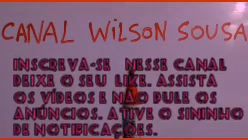 CANAL WILSON SOUSA
INSCREVA-SE NESSE CANAL
DEIXE O SEU LIKE. ASSISTA
OS VÍDEOS E NÃO PULE OS
ANÚNCIOS. ATIVE O SININHO
DE NOTIFICAÇÕES.